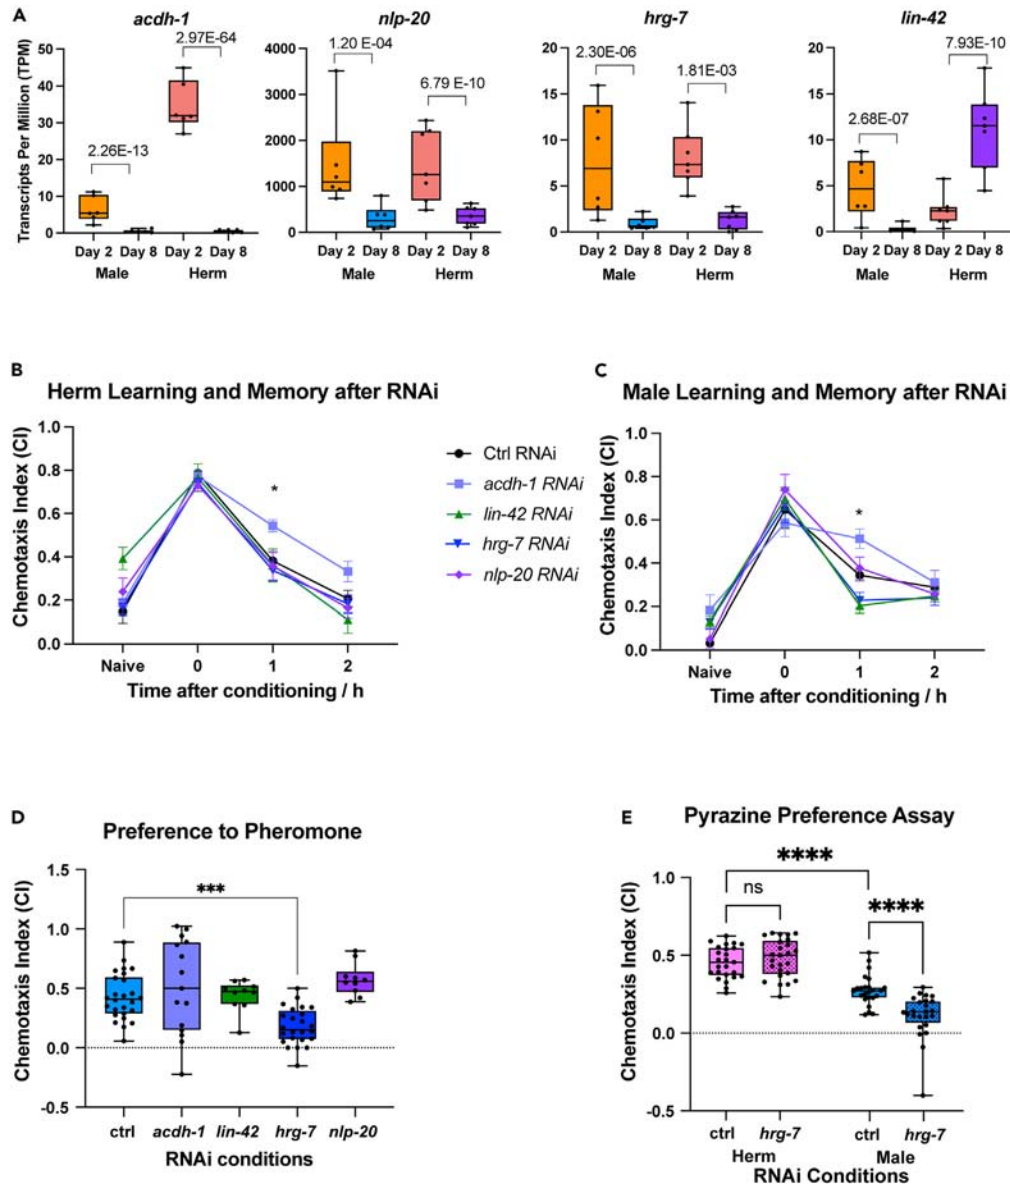 A
acdh-1
nlp-20
hrg-7
lin-42
Transcripts Per Million (TPM)
50
40
30
20
10
0
2.26E-13
2.97E-64
Day 2 Day 8 Day 2 Day 8
Male Herm
4000
3000
2000
1000
0
1.20 E-04
6.79 E-10
Day 2 Day 8 Day 2 Day 8
Male Herm
20
15
10
5
0
2.30E-06
1.81E-03
Day 2 Day 8 Day 2 Day 8
Male Herm
20
15
10
5
0
2.68E-07
7.93E-10
Day 2 Day 8 Day 2 Day 8
Male Herm
B
Herm Learning and Memory after RNAi
Chemotaxis Index (CI)
1.0
0.8
0.6
0.4
0.2
0.0
*
Naive 0 1 2
Time after conditioning / h
Ctrl RNAi
acdh-1 RNAi
lin-42 RNAi
hrg-7 RNAi
nlp-20 RNAi
C
Male Learning and Memory after RNAi
Chemotaxis Index (CI)
1.0
0.8
0.6
0.4
0.2
0.0
*
Naive 0 1 2
Time after conditioning / h
D
Preference to Pheromone
Chemotaxis Index (CI)
1.5
1.0
0.5
0.0
-0.5
***
ctrl acdh-1 lin-42 hrg-7 nlp-20
RNAi conditions
E
Pyrazine Preference Assay
Chemotaxis Index (CI)
1.0
0.5
0.0
-0.5
****
ns
****
ctrl hrg-7 ctrl hrg-7
Herm Male
RNAi Conditions